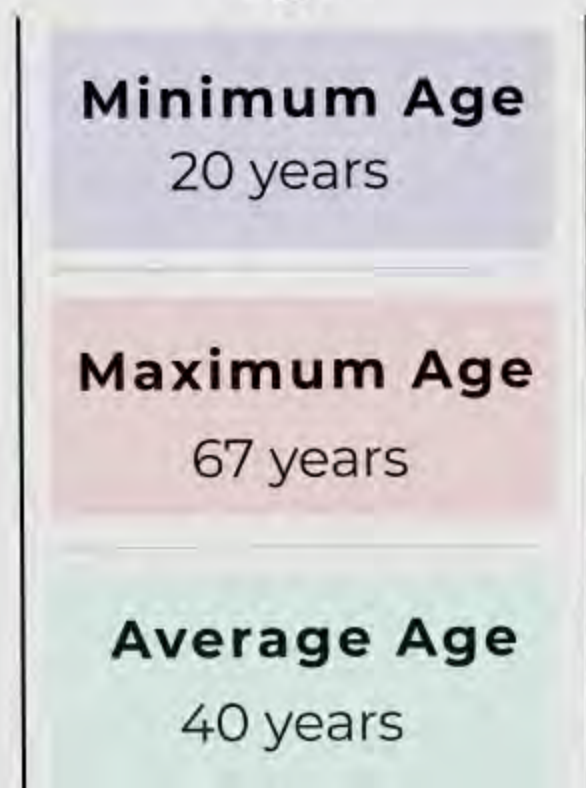 Minimum Age
20 years
Maximum Age
67 years
Average Age
40 years